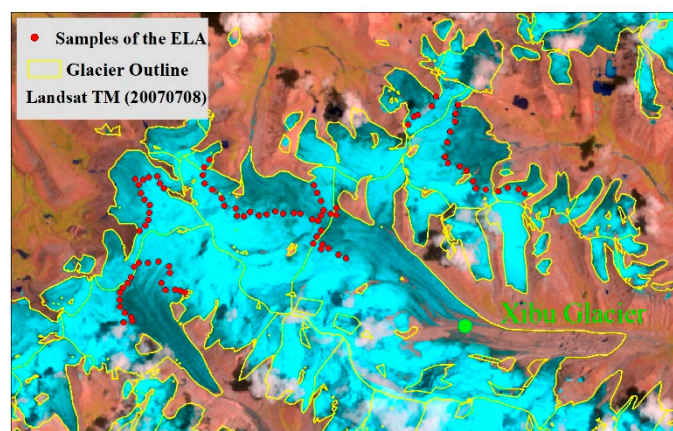 Samples of the ELA
Glacier Outline
Landsat TM (20070708)
Xibu Glacier